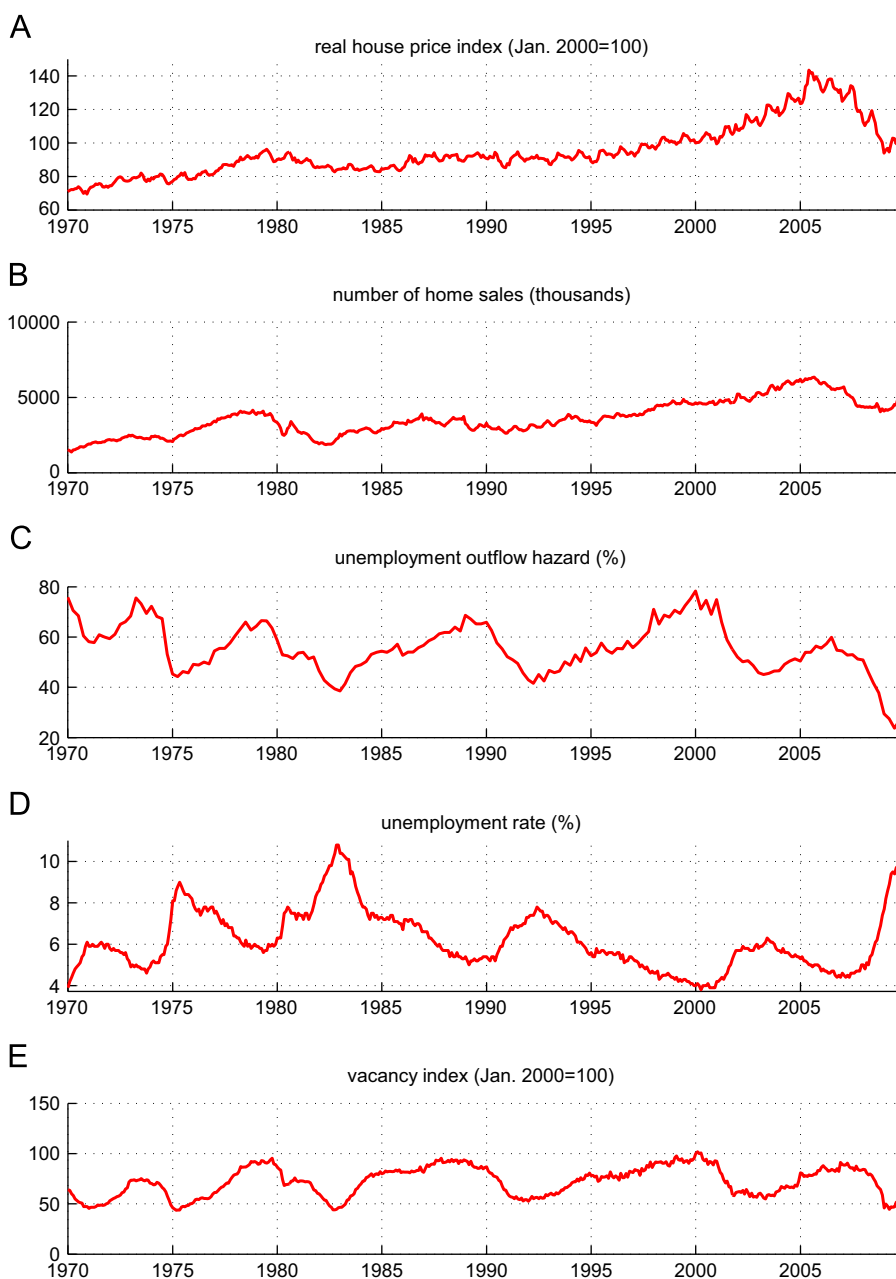 A
real house price index (Jan. 2000=100)
140
120
100
80
60
1970 1975 1980 1985 1990 1995 2000 2005
B
number of home sales (thousands)
10000
5000
0
1970 1975 1980 1985 1990 1995 2000 2005
C
unemployment outflow hazard (%)
80
60
40
20
1970 1975 1980 1985 1990 1995 2000 2005
D
unemployment rate (%)
10
8
6
4
1970 1975 1980 1985 1990 1995 2000 2005
E
vacancy index (Jan. 2000=100)
150
100
50
0
1970 1975 1980 1985 1990 1995 2000 2005